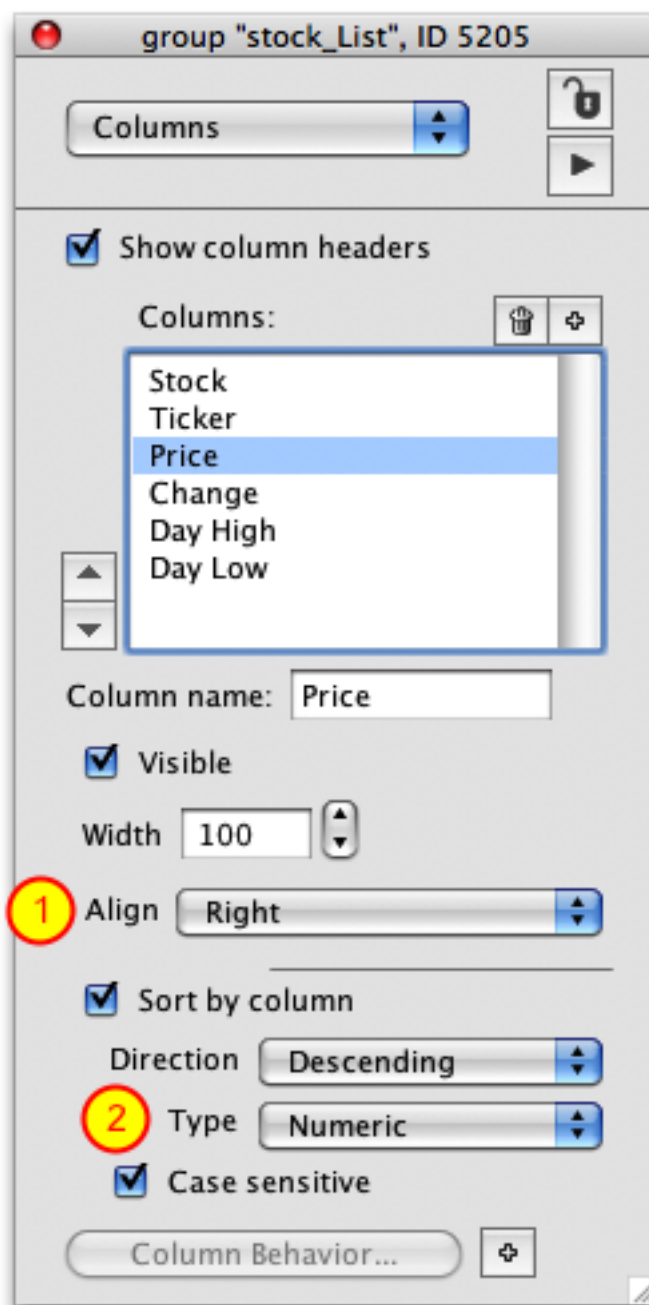 group "stock_List", ID 5205
Columns
Show column headers
Columns:
Stock
Ticker
Price
Change
Day High
Day Low
Column name: Price
Visible
Width 100
1 Align Right
Sort by column
Direction Descending
2 Type Numeric
Case sensitive
Column Behavior...